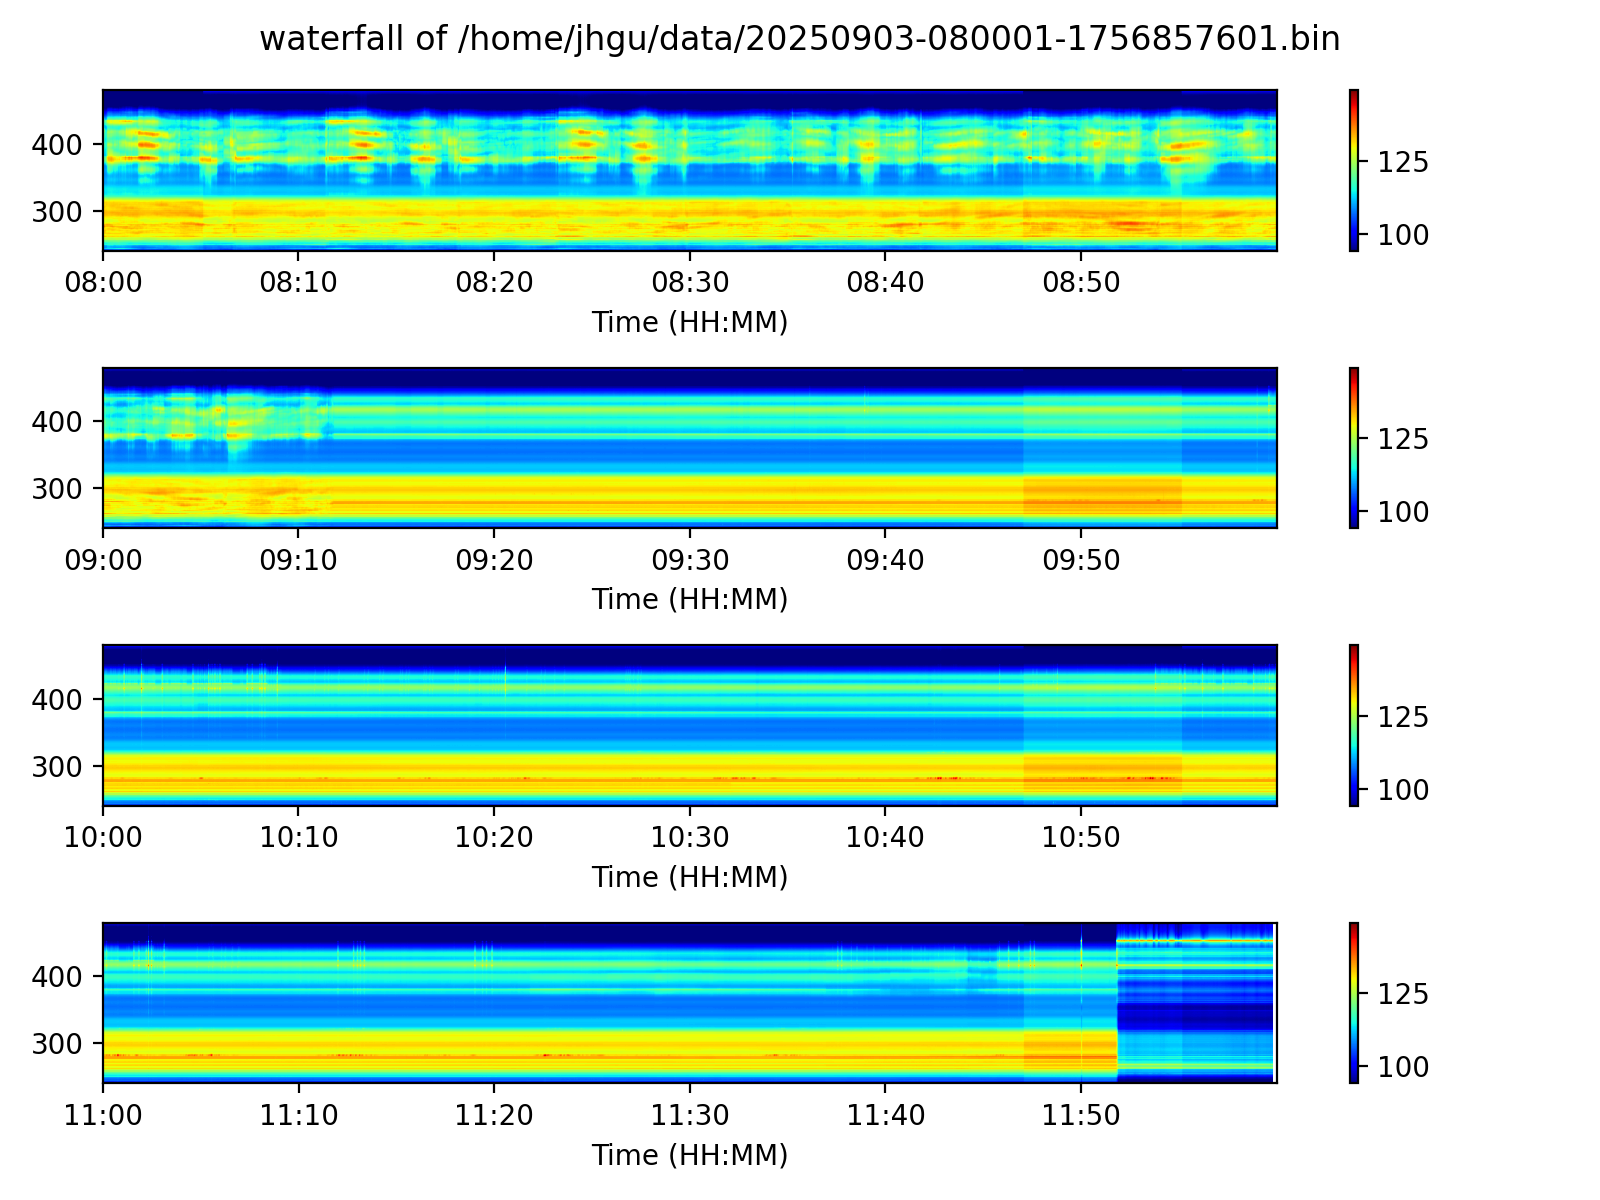 waterfall of /home/jhgu/data/20250903-080001-1756857601.bin
400
300
125
100
08:00 08:10 08:20 08:30 08:40 08:50
Time (HH:MM)
400
300
125
100
09:00 09:10 09:20 09:30 09:40 09:50
Time (HH:MM)
400
300
125
100
10:00 10:10 10:20 10:30 10:40 10:50
Time (HH:MM)
400
300
125
100
11:00 11:10 11:20 11:30 11:40 11:50
Time (HH:MM)